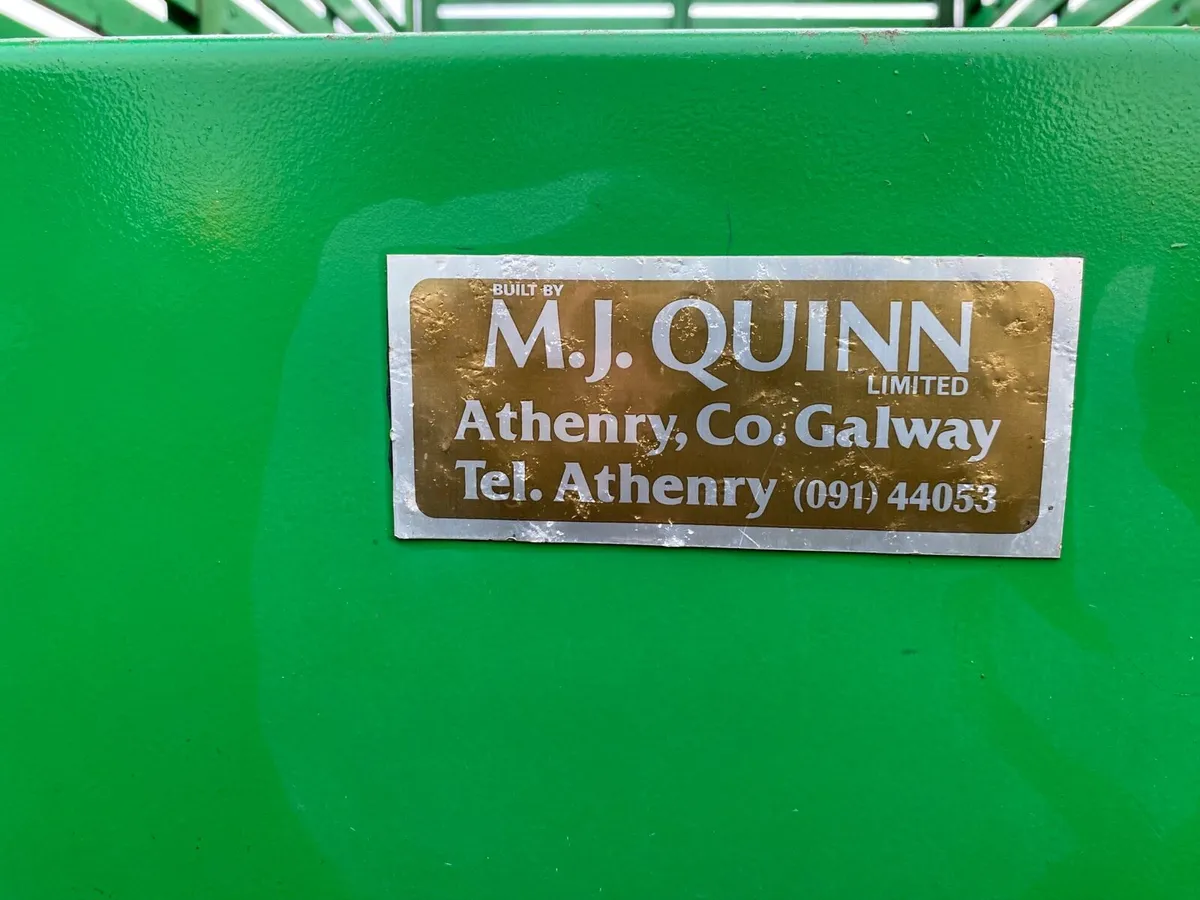 BUILT BY
M.J. QUINN
LIMITED
Athenry, Co. Galway
Tel. Athenry (091) 44053